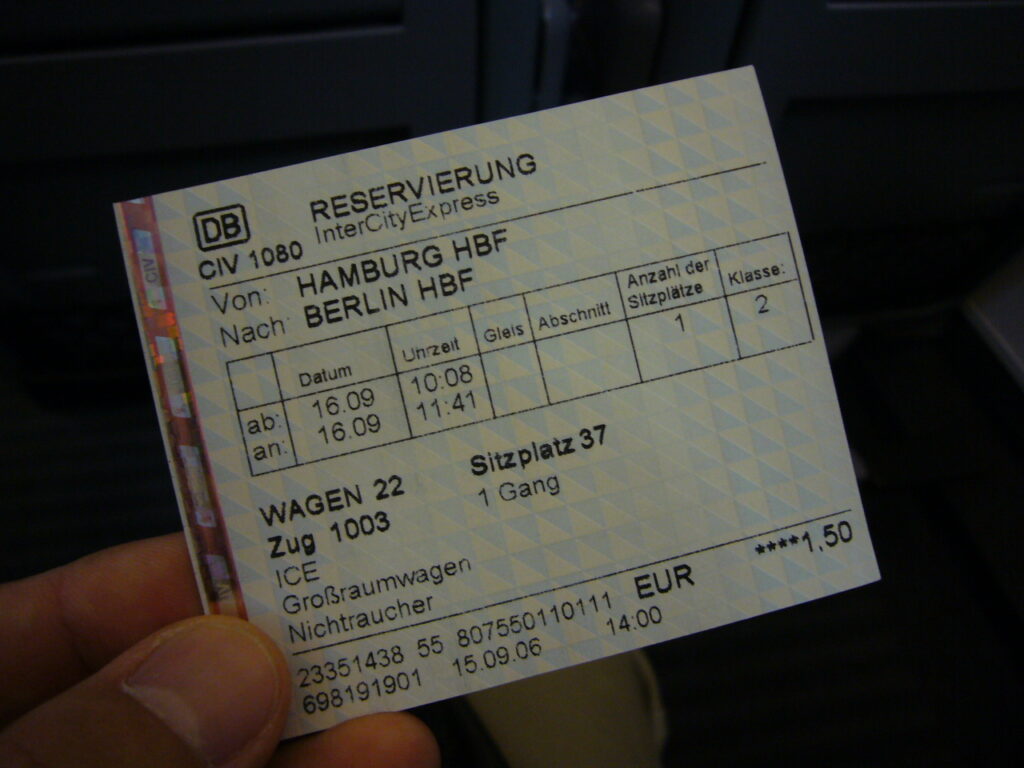 DB RESERVIERUNG
CIV 1080 InterCityExpress
Von: HAMBURG HBF
Nach: BERLIN HBF
Datum Uhrzeit Gleis Abschnitt Anzahl der Sitzplätze Klasse:
ab: 16.09 10:08 1 2
an: 16.09 11:41
WAGEN 22 Sitzplatz 37
Zug 1003 1 Gang
ICE
Großraumwagen
Nichtraucher
EUR ****1,50
23351438 55 807550110111
698191901 15.09.06 14:00
CIV